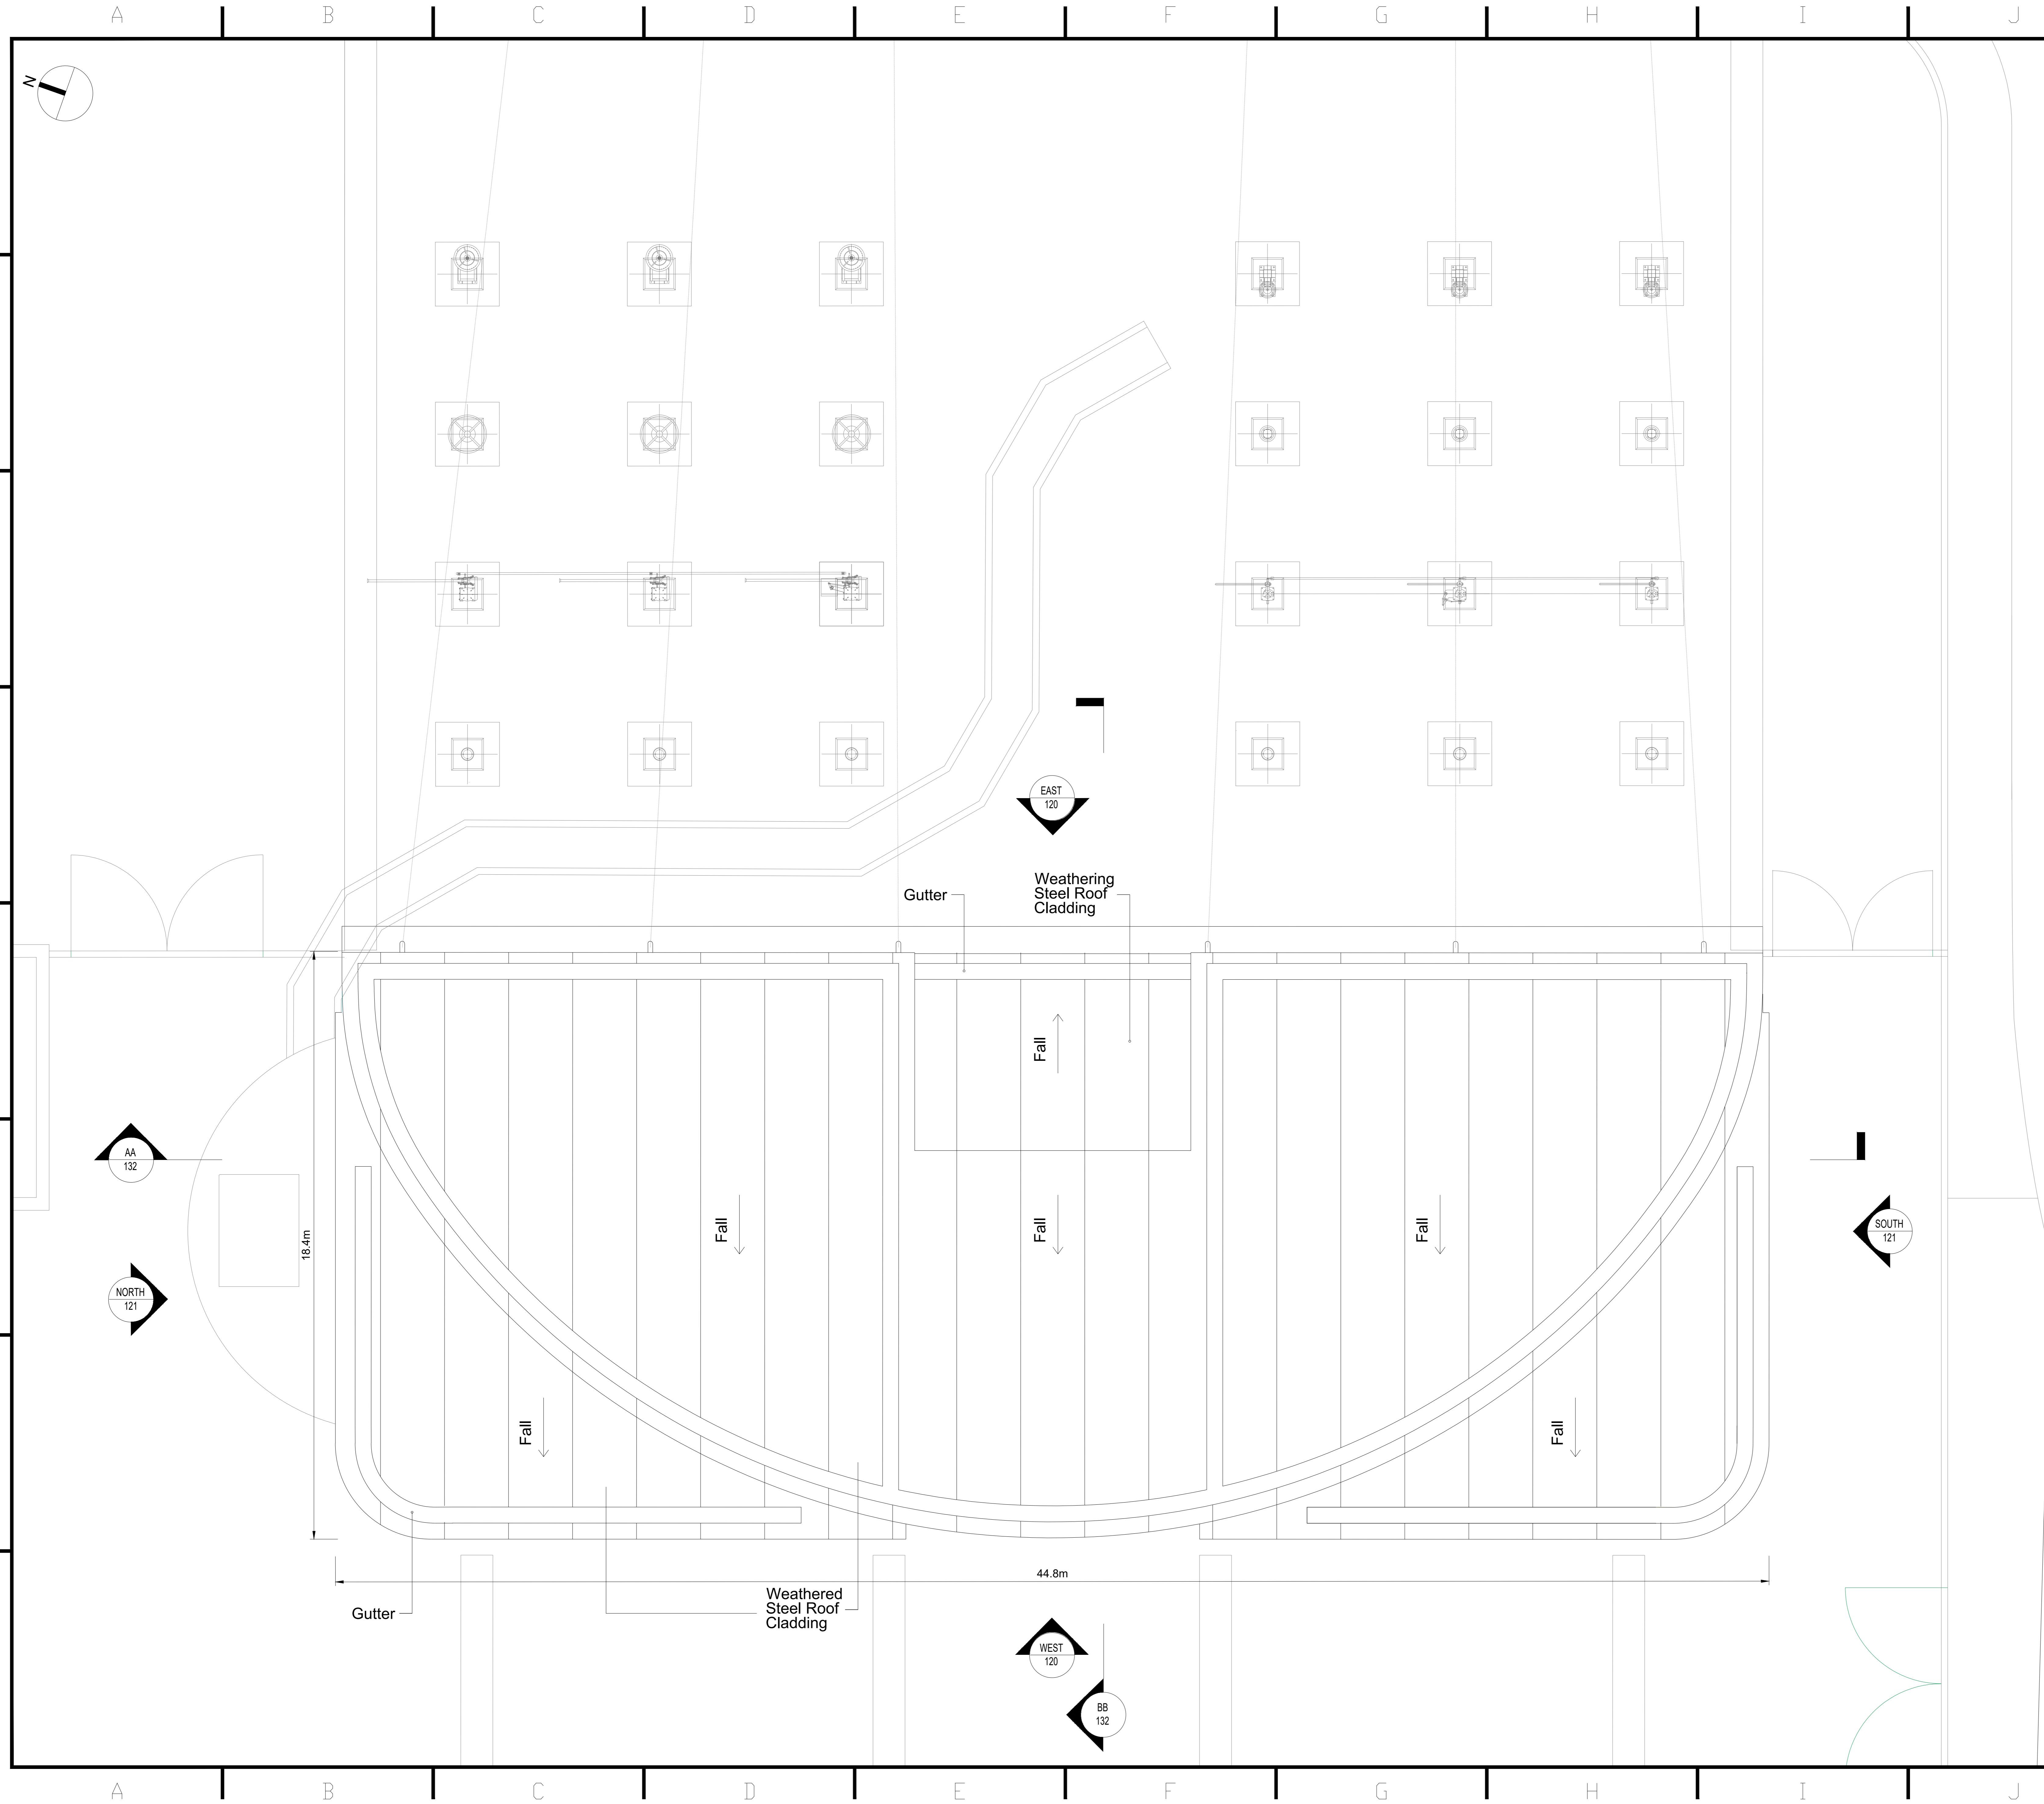 A B C D E F G H I J
N
EAST
120
Weathering
Steel Roof
Cladding
Gutter
Fall
AA
132
18.4m
Fall
Fall
Fall
SOUTH
121
NORTH
121
Fall
Fall
44.8m
Weathered
Steel Roof
Cladding
Gutter
WEST
120
BB
132
A B C D E F G H I J